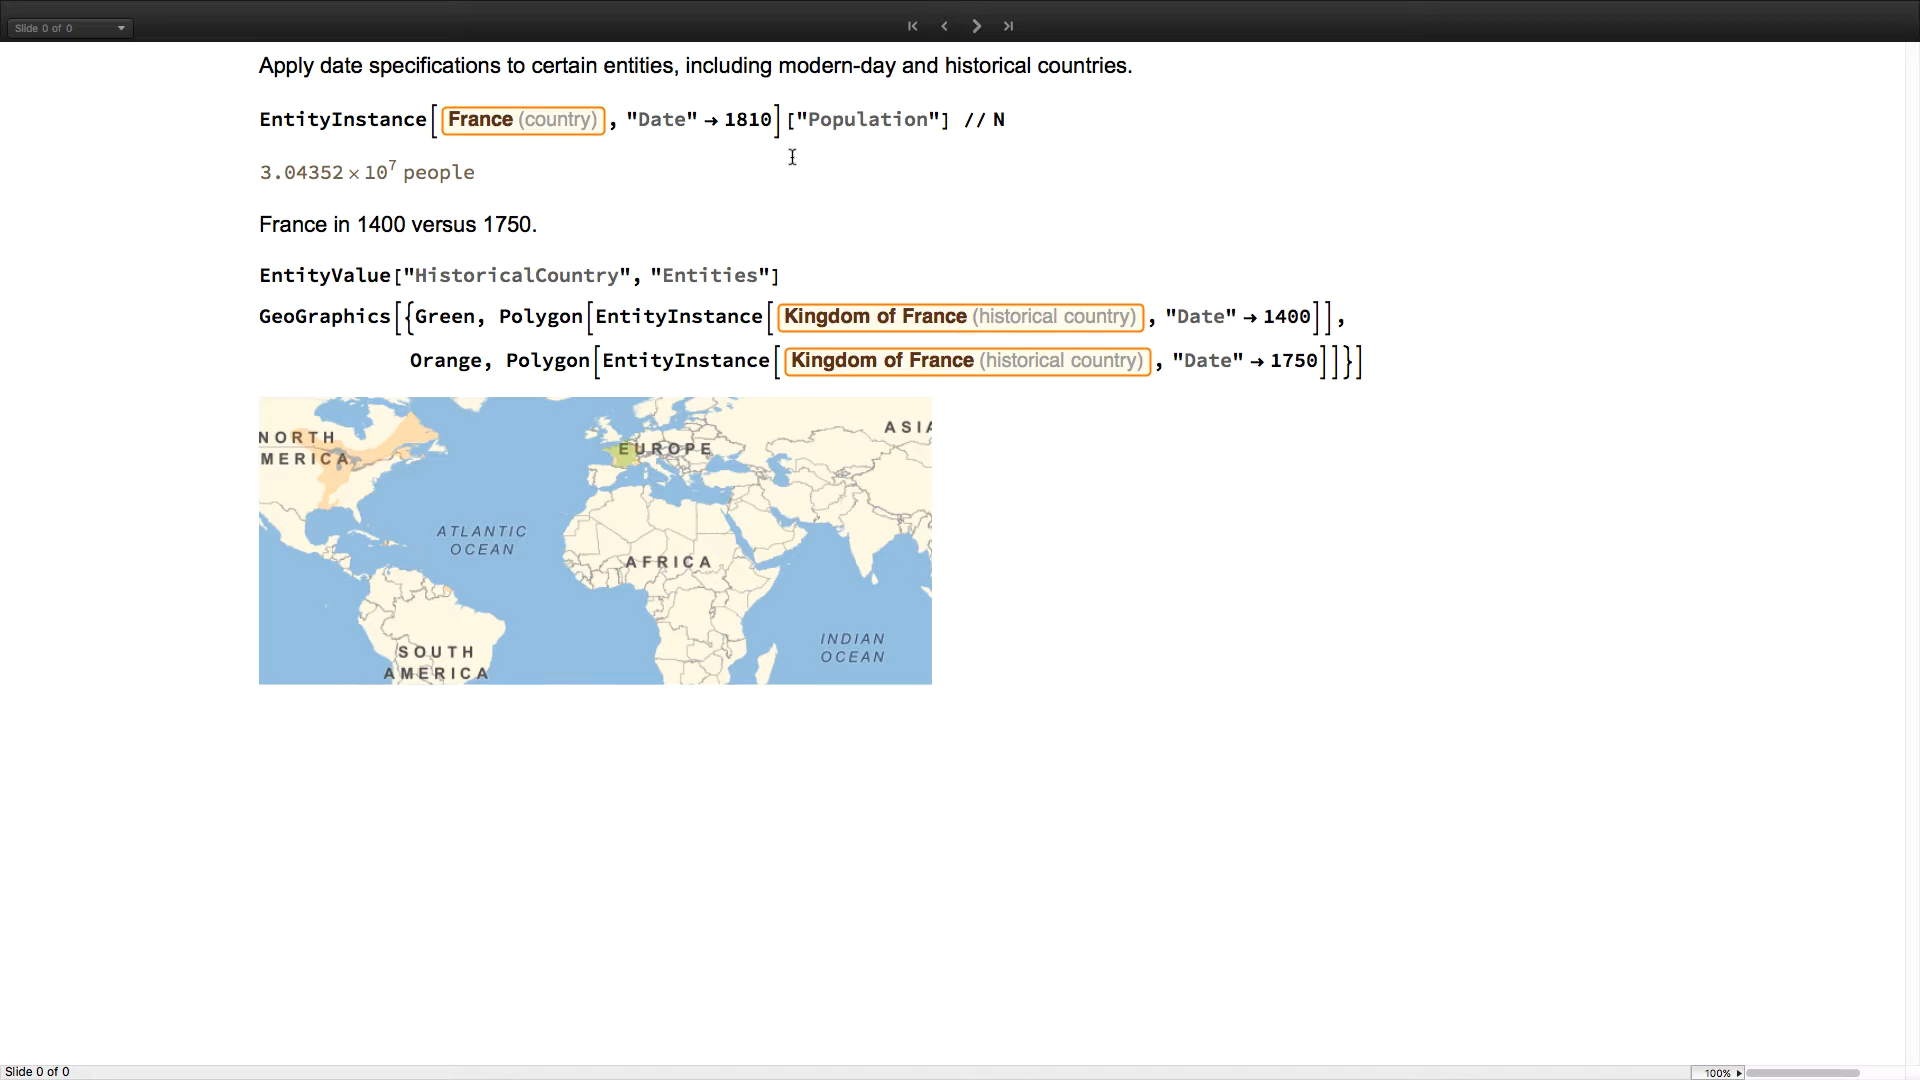 Slide 0 of 0
Apply date specifications to certain entities, including modern-day and historical countries.
EntityInstance[France (country), "Date" → 1810]["Population"] // N
3.04352 × 10⁷ people
France in 1400 versus 1750.
EntityValue["HistoricalCountry", "Entities"]
GeoGraphics[{Green, Polygon[EntityInstance[Kingdom of France (historical country), "Date" → 1400]],
Orange, Polygon[EntityInstance[Kingdom of France (historical country), "Date" → 1750]]}]
ASIA
NORTH
MERICA
EUROPE
ATLANTIC
OCEAN
AFRICA
INDIAN
OCEAN
SOUTH
AMERICA
Slide 0 of 0
100%